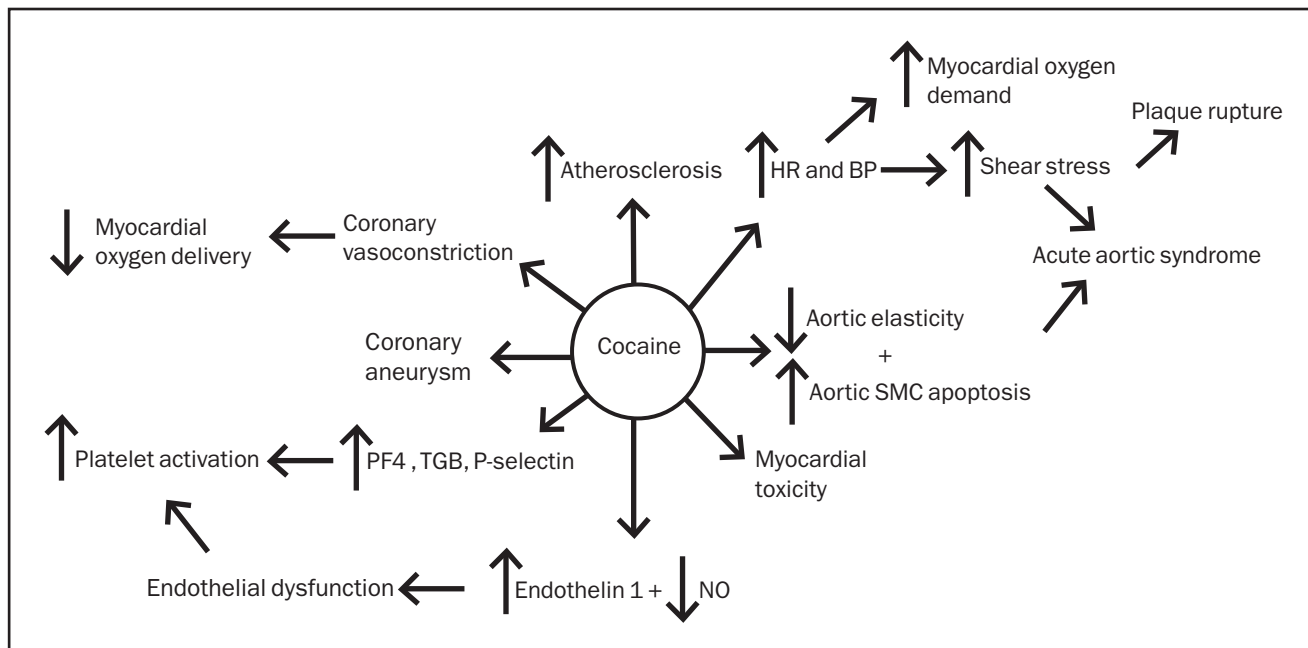 Myocardial oxygen
demand
Plaque rupture
Atherosclerosis
HR and BP
Shear stress
Myocardial
oxygen delivery
Coronary
vasoconstriction
Acute aortic syndrome
Aortic elasticity
+
Aortic SMC apoptosis
Cocaine
Coronary
aneurysm
Platelet activation
PF4 , TGB, P-selectin
Myocardial
toxicity
Endothelial dysfunction
Endothelin 1 + NO